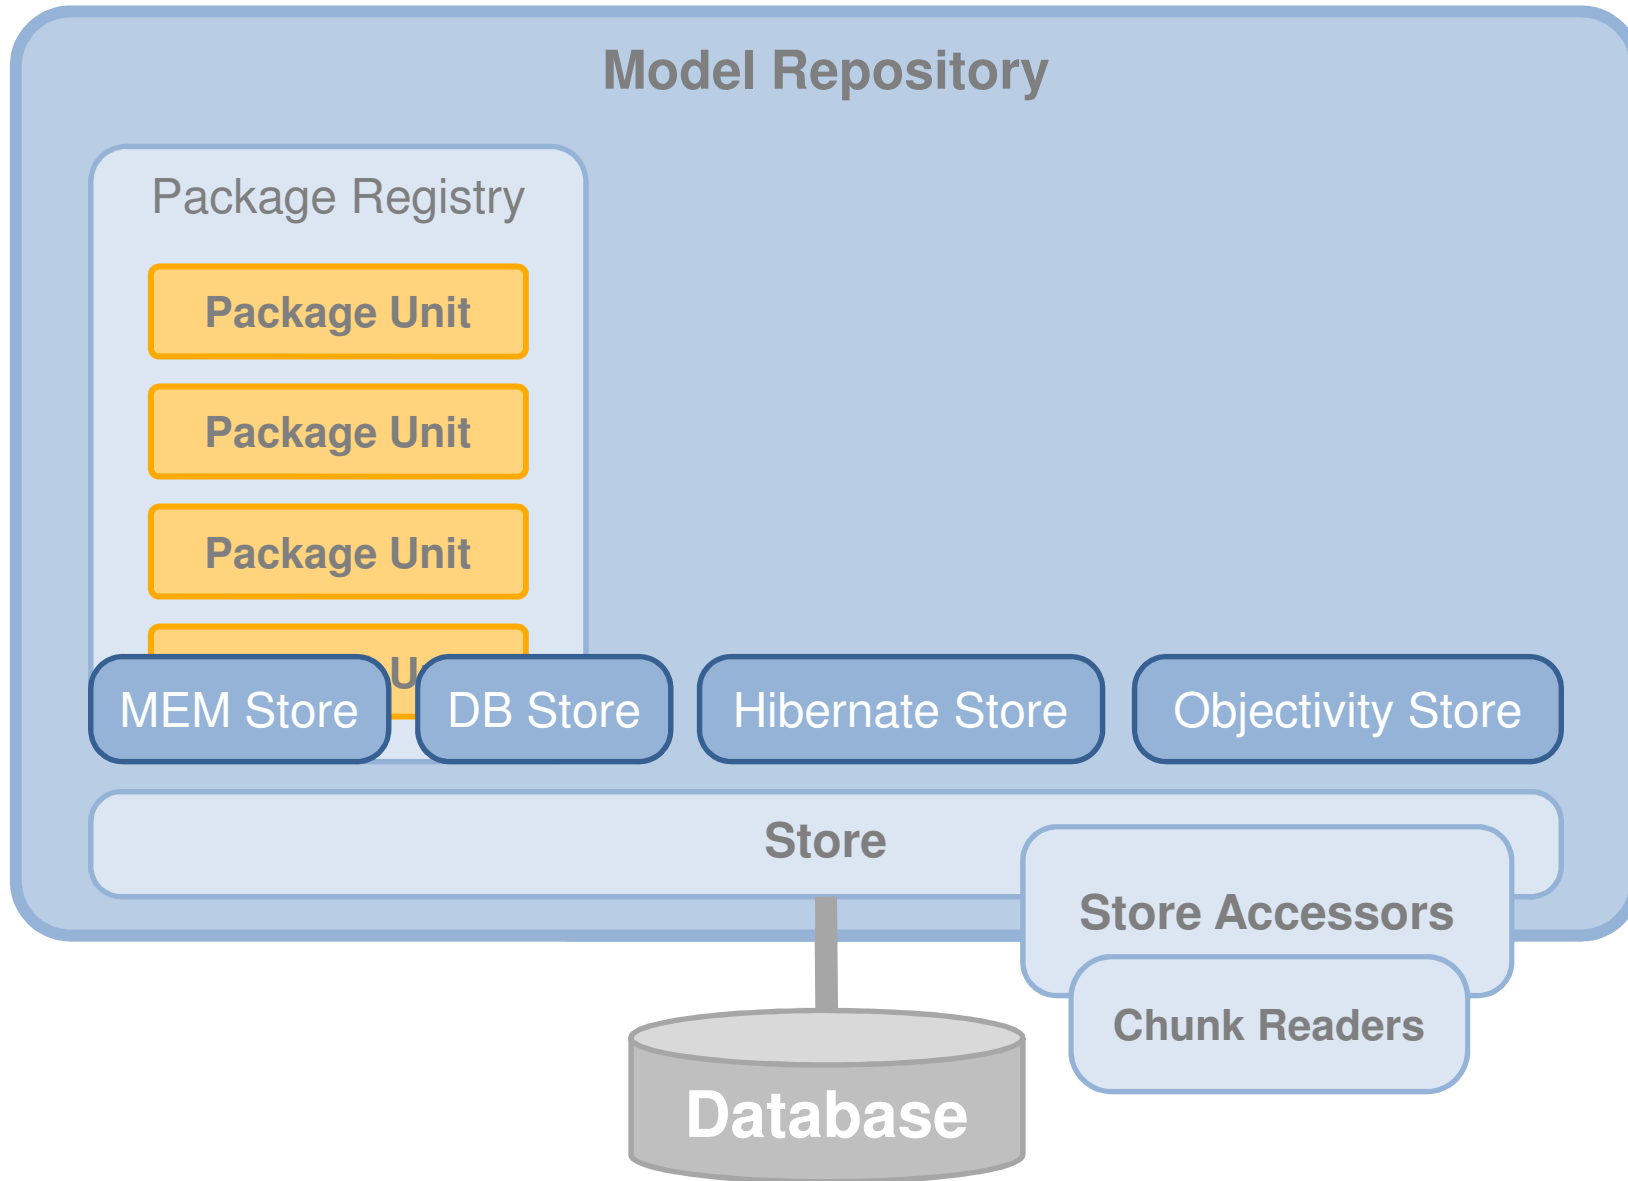 Model Repository
Package Registry
Package Unit
Package Unit
Package Unit
MEM Store
DB Store
Hibernate Store
Objectivity Store
Store
Store Accessors
Chunk Readers
Database